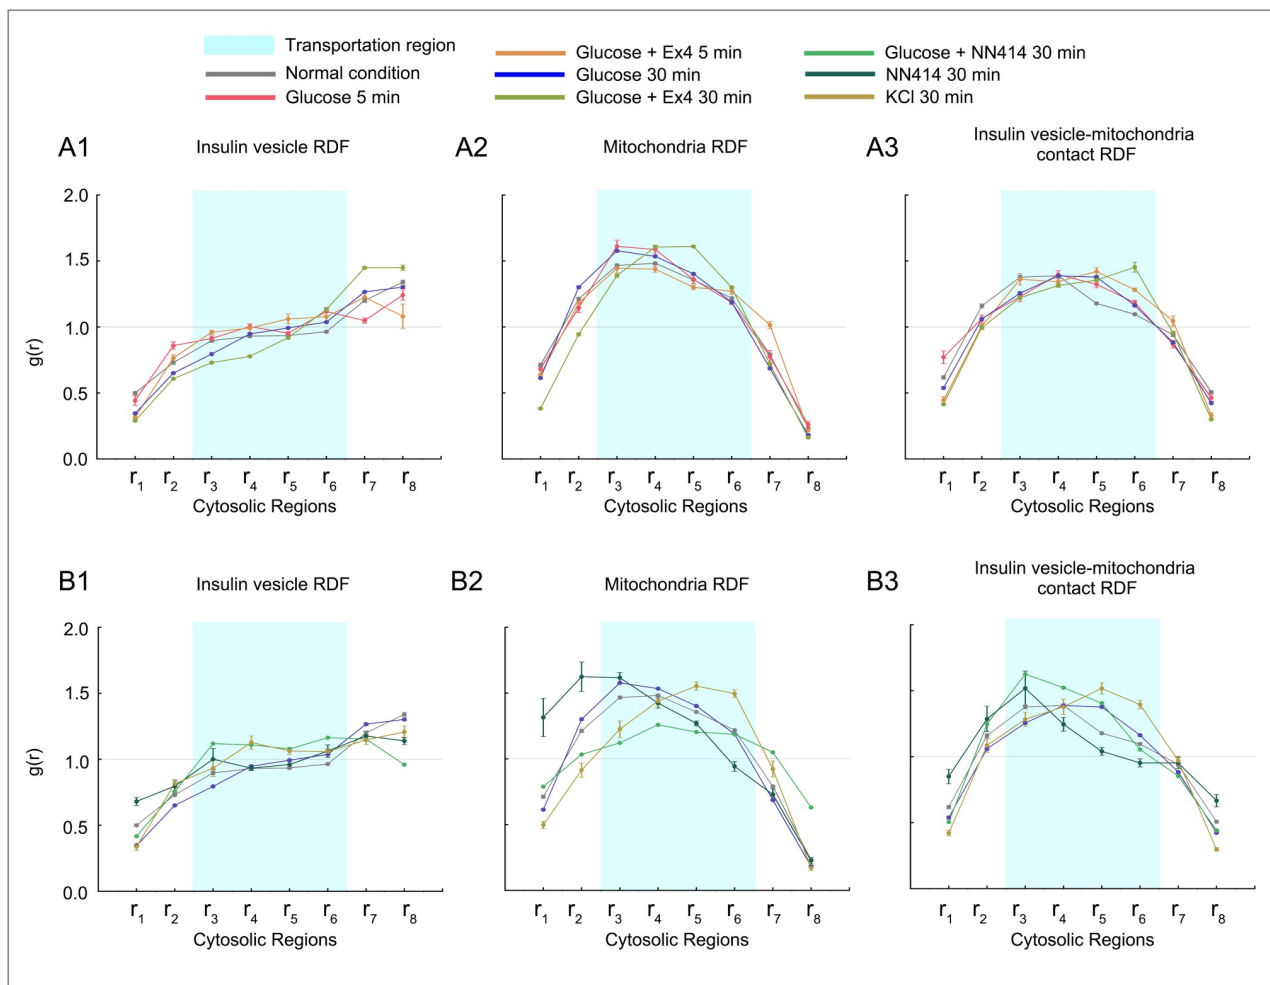 Transportation region
Normal condition
Glucose 5 min
Glucose + Ex4 5 min
Glucose 30 min
Glucose + Ex4 30 min
Glucose + NN414 30 min
NN414 30 min
KCl 30 min
A1
Insulin vesicle RDF
g(r)
2.0
1.5
1.0
0.5
0.0
r1 r2 r3 r4 r5 r6 r7 r8
Cytosolic Regions
A2
Mitochondria RDF
r1 r2 r3 r4 r5 r6 r7 r8
Cytosolic Regions
A3
Insulin vesicle-mitochondria
contact RDF
r1 r2 r3 r4 r5 r6 r7 r8
Cytosolic Regions
B1
Insulin vesicle RDF
g(r)
2.0
1.5
1.0
0.5
0.0
r1 r2 r3 r4 r5 r6 r7 r8
Cytosolic Regions
B2
Mitochondria RDF
r1 r2 r3 r4 r5 r6 r7 r8
Cytosolic Regions
B3
Insulin vesicle-mitochondria
contact RDF
r1 r2 r3 r4 r5 r6 r7 r8
Cytosolic Regions